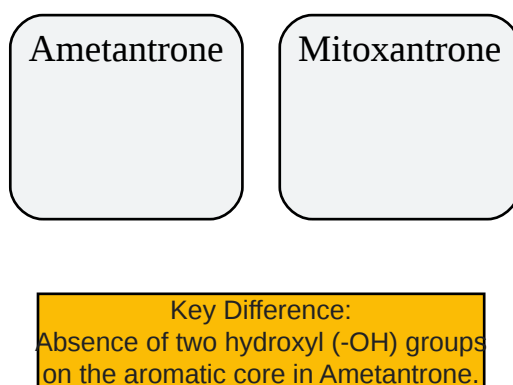 Ametantrone
Mitoxantrone
Key Difference:
Absence of two hydroxyl (-OH) groups
on the aromatic core in Ametantrone.